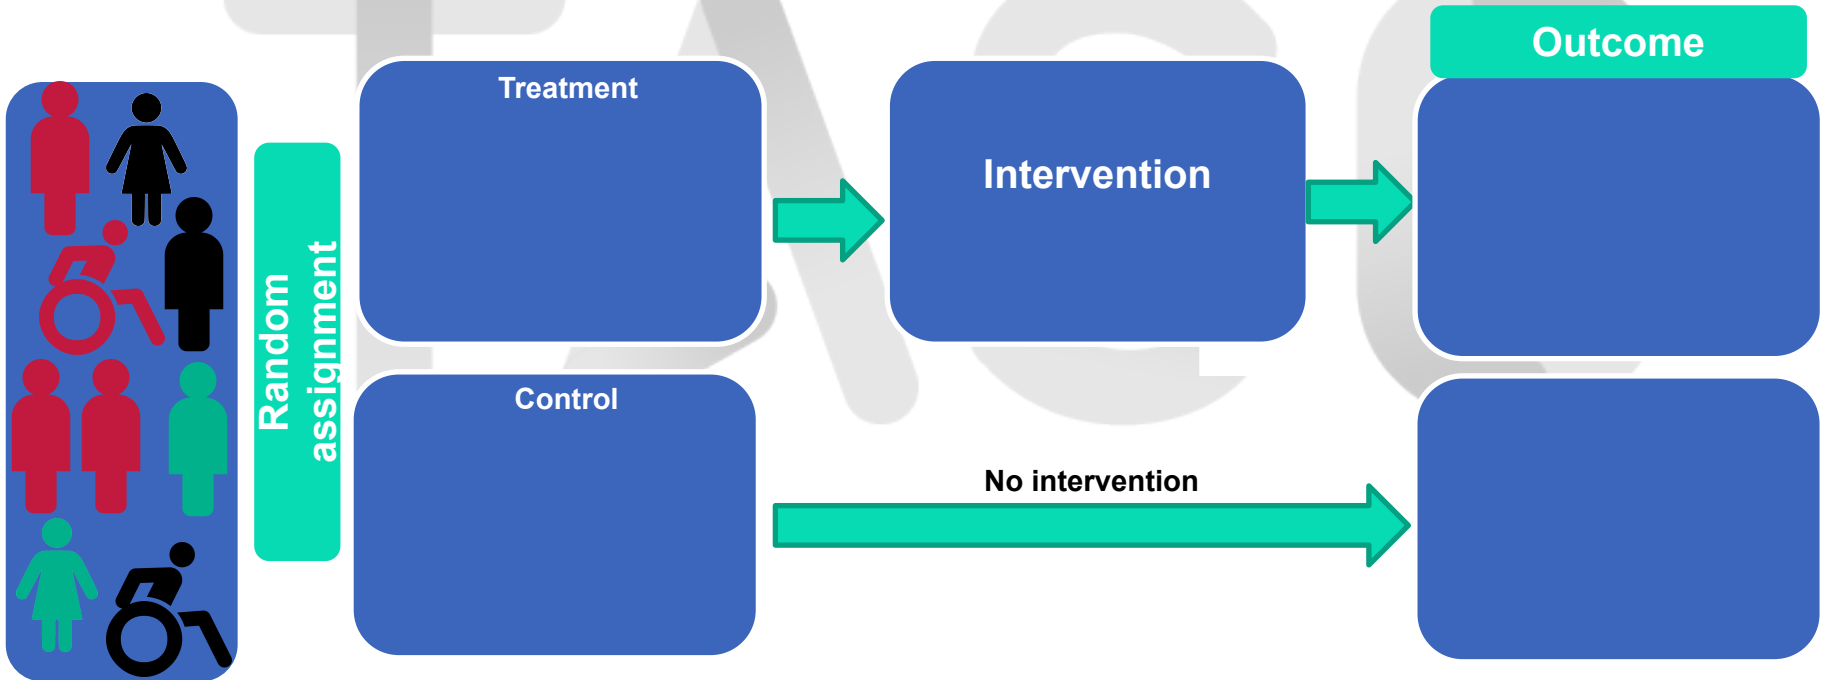 Outcome
Treatment
Intervention
Random
assignment
Control
No intervention